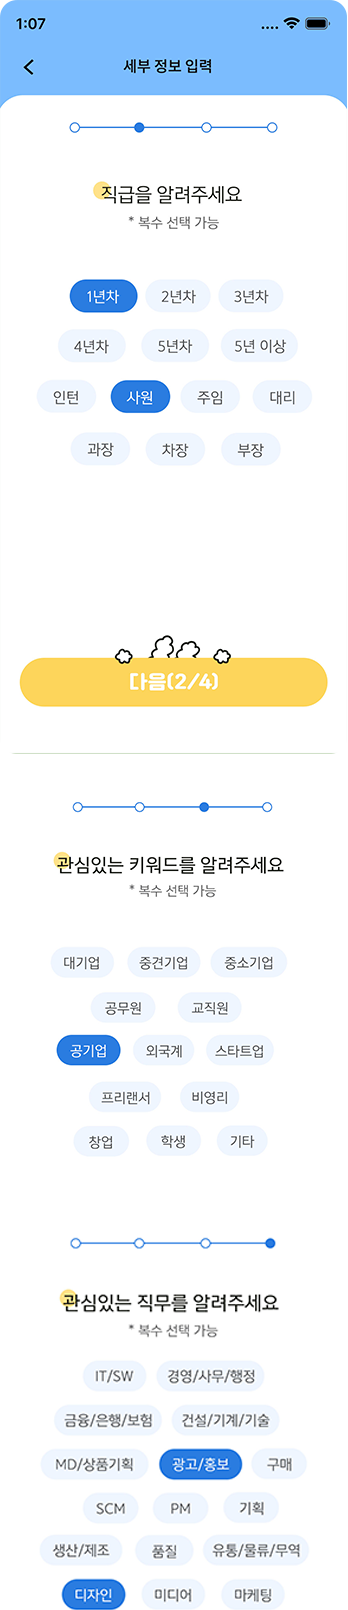 1:07
세부 정보 입력
직급을 알려주세요
* 복수 선택 가능
1년차 2년차 3년차
4년차 5년차 5년 이상
인턴 사원 주임 대리
과장 차장 부장
다음(2/4)
관심있는 키워드를 알려주세요
* 복수 선택 가능
대기업 중견기업 중소기업
공무원 교직원
공기업 외국계 스타트업
프리랜서 비영리
창업 학생 기타
관심있는 직무를 알려주세요
* 복수 선택 가능
IT/SW 경영/사무/행정
금융/은행/보험 건설/기계/기술
MD/상품기획 광고/홍보 구매
SCM PM 기획
생산/제조 품질 유통/물류/무역
디자인 미디어 마케팅